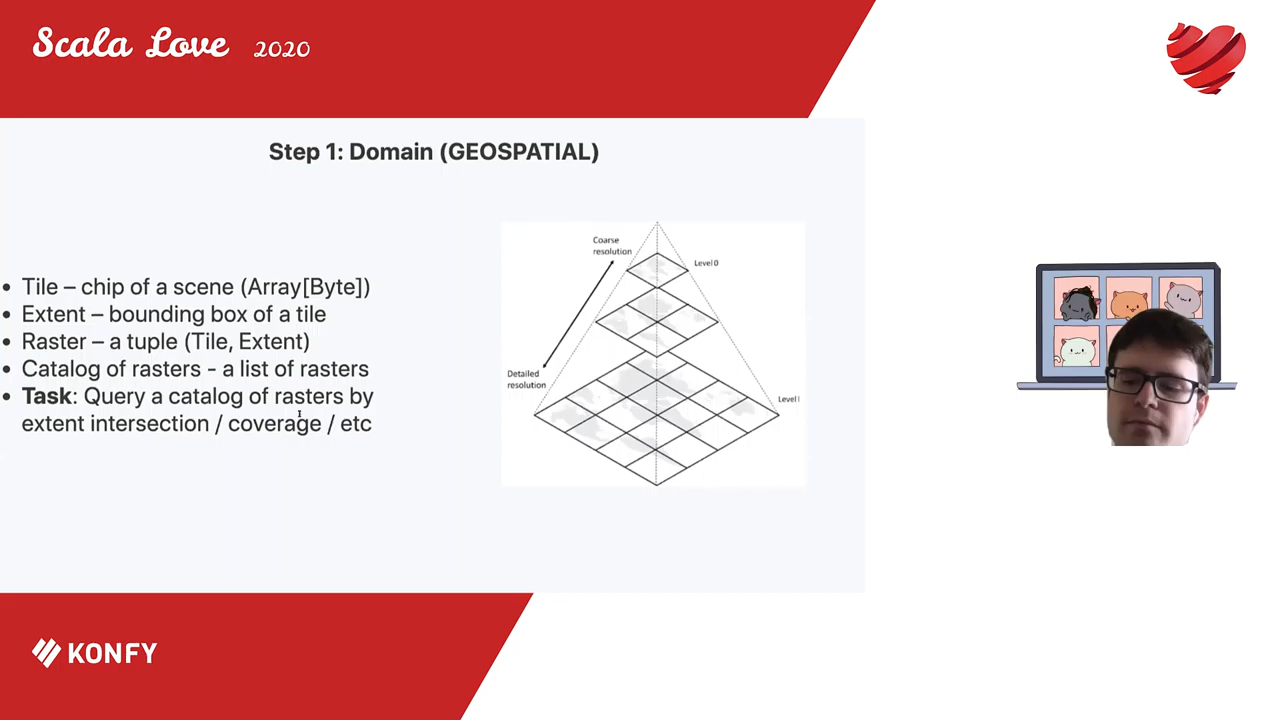 Scala Love 2020
Step 1: Domain (GEOSPATIAL)
• Tile – chip of a scene (Array[Byte])
• Extent – bounding box of a tile
• Raster – a tuple (Tile, Extent)
• Catalog of rasters - a list of rasters
• Task: Query a catalog of rasters by
extent intersection / coverage / etc
Coarse
resolution
Level 0
Detailed
resolution
Level l
KONFY